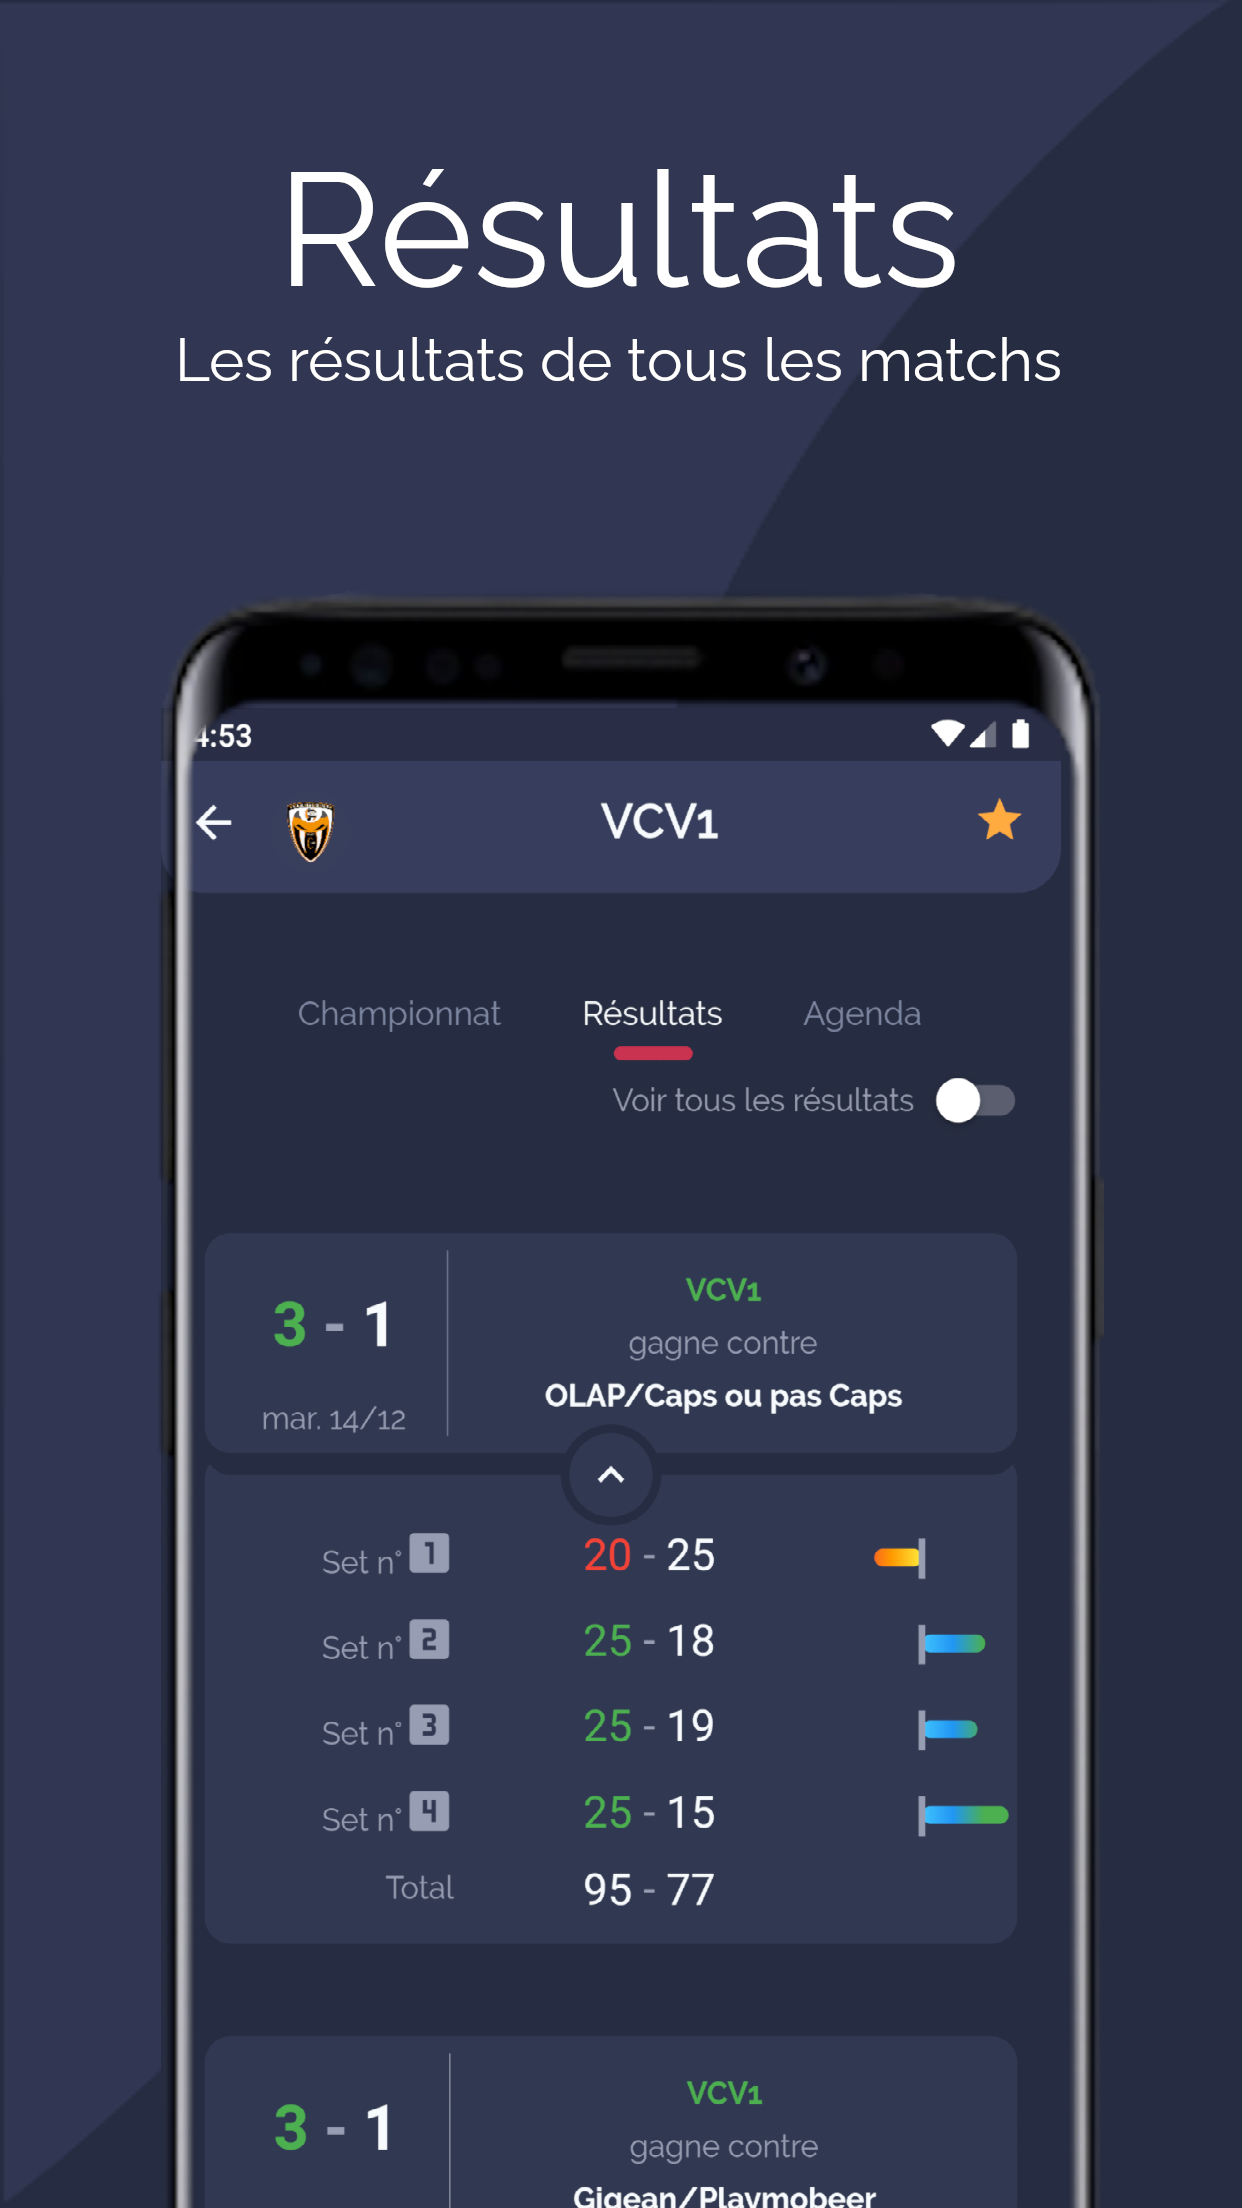 Résultats
Les résultats de tous les matchs
4:53
VCV1
Championnat Résultats Agenda
Voir tous les résultats
3 - 1
mar. 14/12
VCV1
gagne contre
OLAP/Caps ou pas Caps
Set n° 1 20 - 25
Set n° 2 25 - 18
Set n° 3 25 - 19
Set n° 4 25 - 15
Total 95 - 77
3 - 1
VCV1
gagne contre
Gigean/Playmobeer